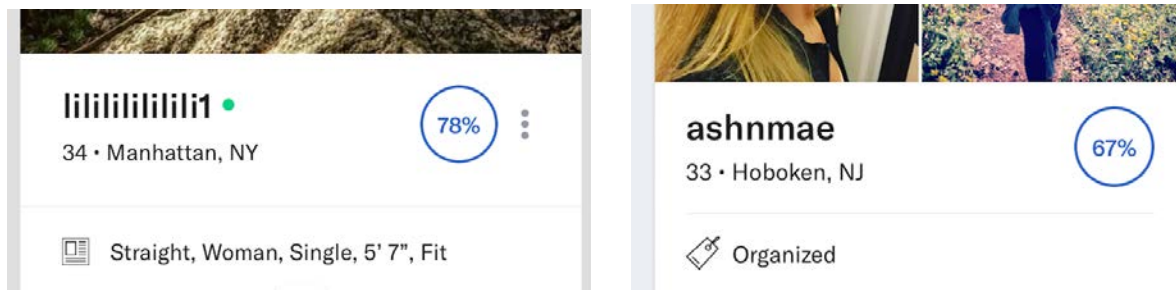 lilililililili1
78%
34 • Manhattan, NY
Straight, Woman, Single, 5' 7", Fit
ashnmae
67%
33 • Hoboken, NJ
Organized